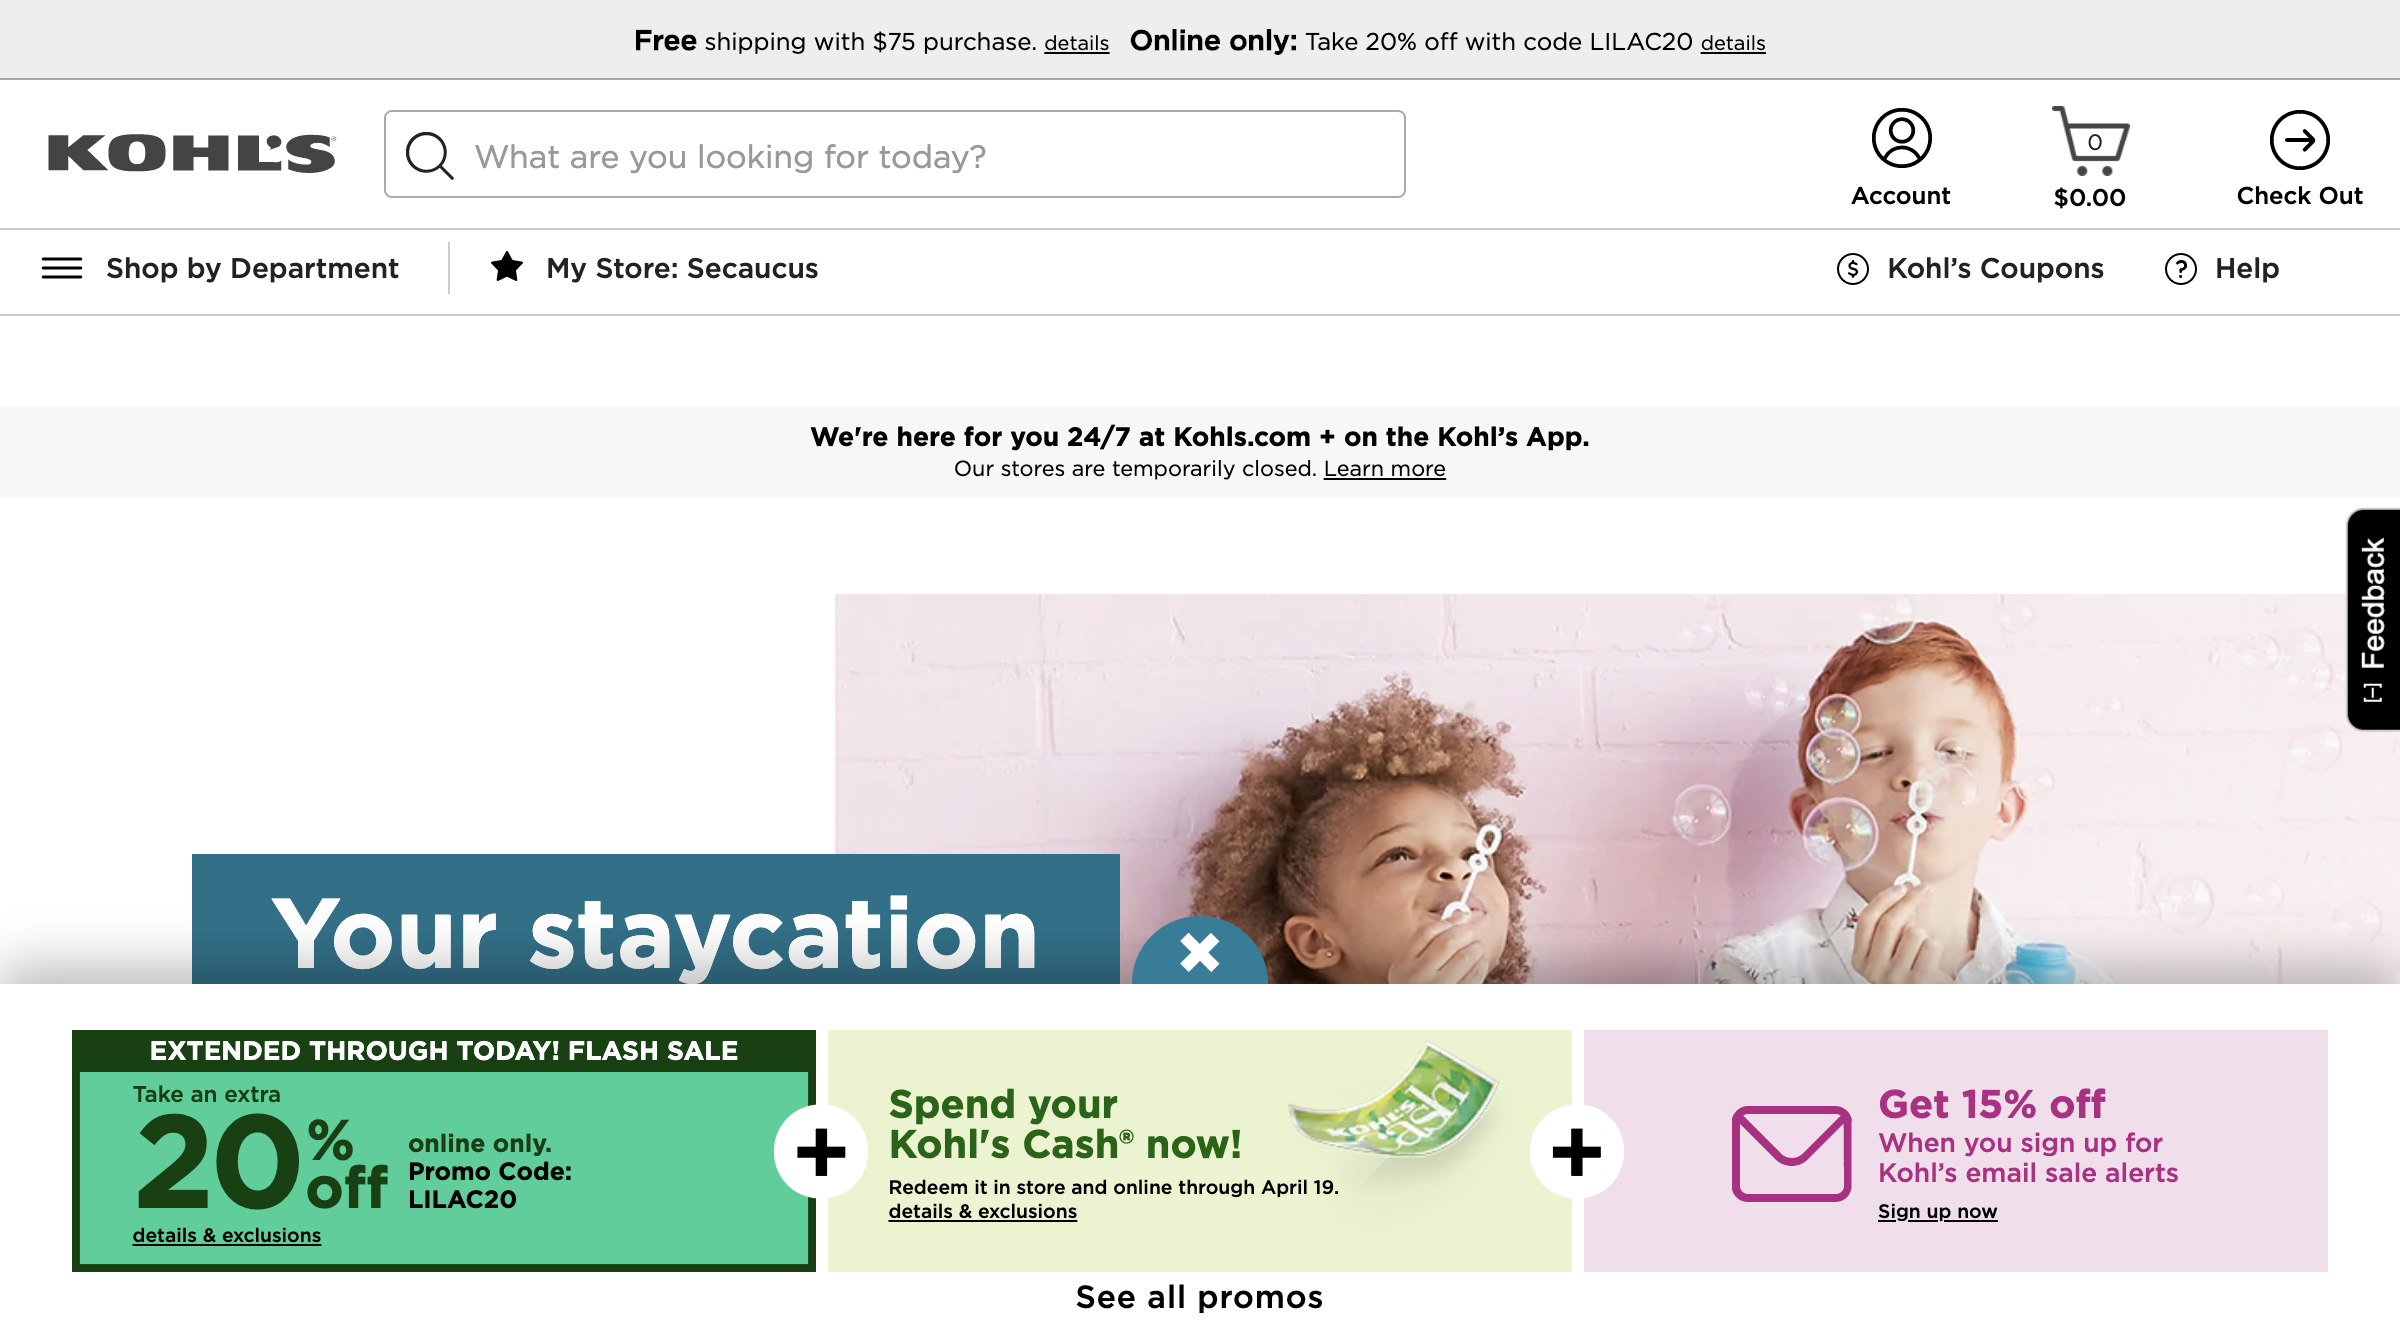 Free shipping with $75 purchase. details Online only: Take 20% off with code LILAC20 details
KOHL'S
What are you looking for today?
Account
0
$0.00
Check Out
Shop by Department
My Store: Secaucus
$ Kohl’s Coupons
? Help
We're here for you 24/7 at Kohls.com + on the Kohl’s App.
Our stores are temporarily closed. Learn more
[-] Feedback
Your staycation
EXTENDED THROUGH TODAY! FLASH SALE
Take an extra
20% off
online only.
Promo Code:
LILAC20
details & exclusions
+
Spend your
Kohl's Cash® now!
Redeem it in store and online through April 19.
details & exclusions
KOHL'S
cash
+
Get 15% off
When you sign up for
Kohl’s email sale alerts
Sign up now
See all promos